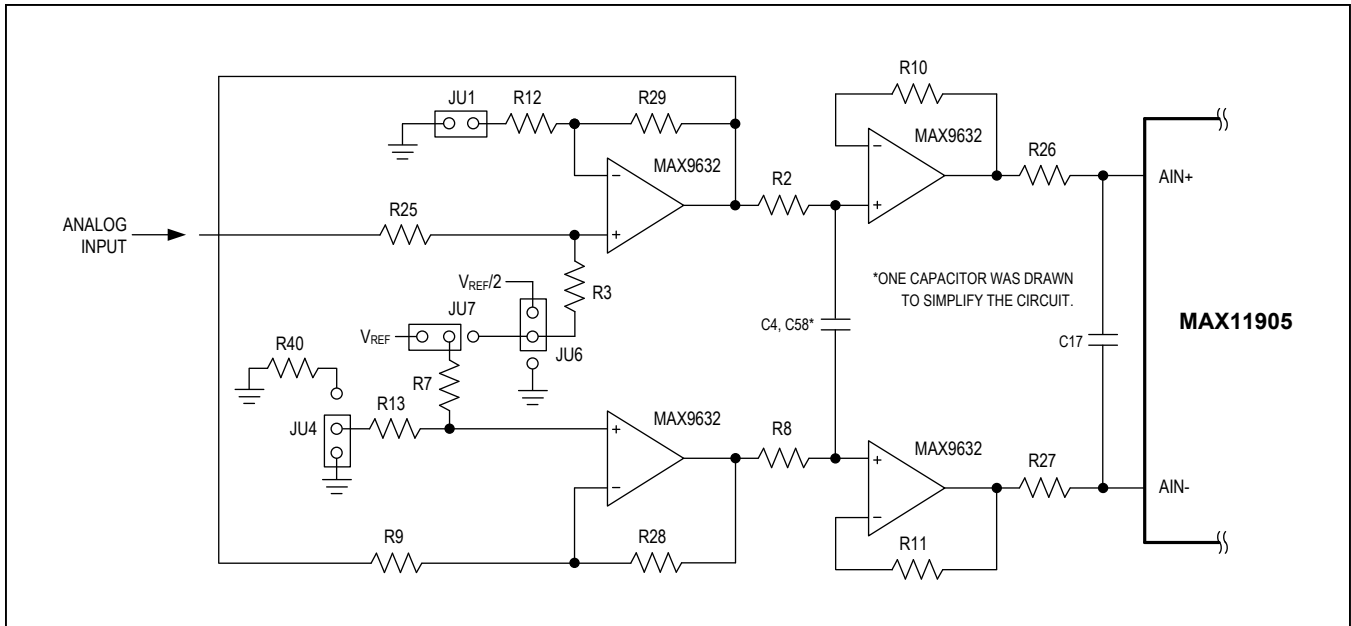 R10
JU1
R12
R29
MAX9632
MAX9632
R2
R26
AIN+
R25
ANALOG
INPUT
VREF/2
R3
*ONE CAPACITOR WAS DRAWN
TO SIMPLIFY THE CIRCUIT.
JU7
VREF
C4, C58*
MAX11905
C17
R40
JU6
R7
R13
MAX9632
JU4
R8
MAX9632
R27
AIN-
R9
R28
R11